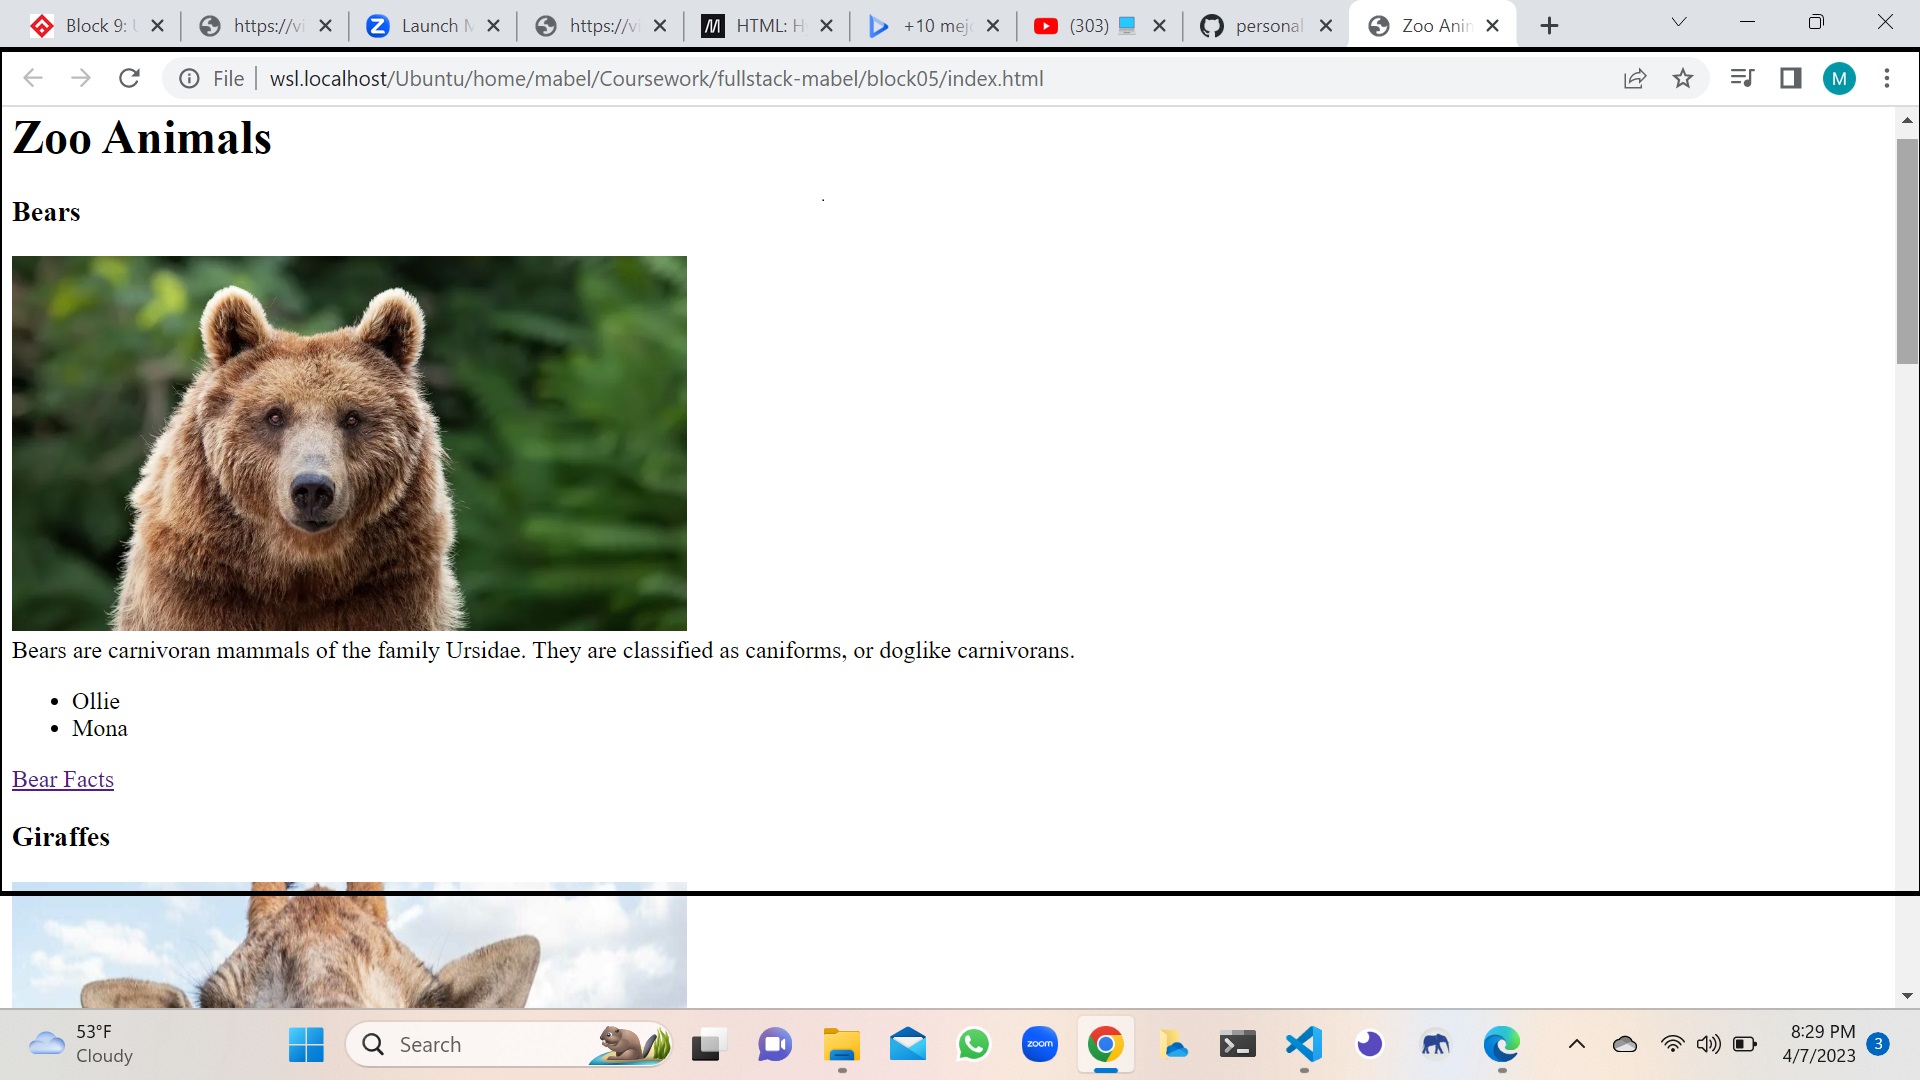 Block 9: U
https://vi
Launch M
https://vi
HTML: Hy
+10 mejo
(303)
personal
Zoo Anim
File
wsl.localhost/Ubuntu/home/mabel/Coursework/fullstack-mabel/block05/index.html
M
Zoo Animals
Bears
Bears are carnivoran mammals of the family Ursidae. They are classified as caniforms, or doglike carnivorans.
• Ollie
• Mona
Bear Facts
Giraffes
53°F
Cloudy
Search
zoom
8:29 PM
4/7/2023
3